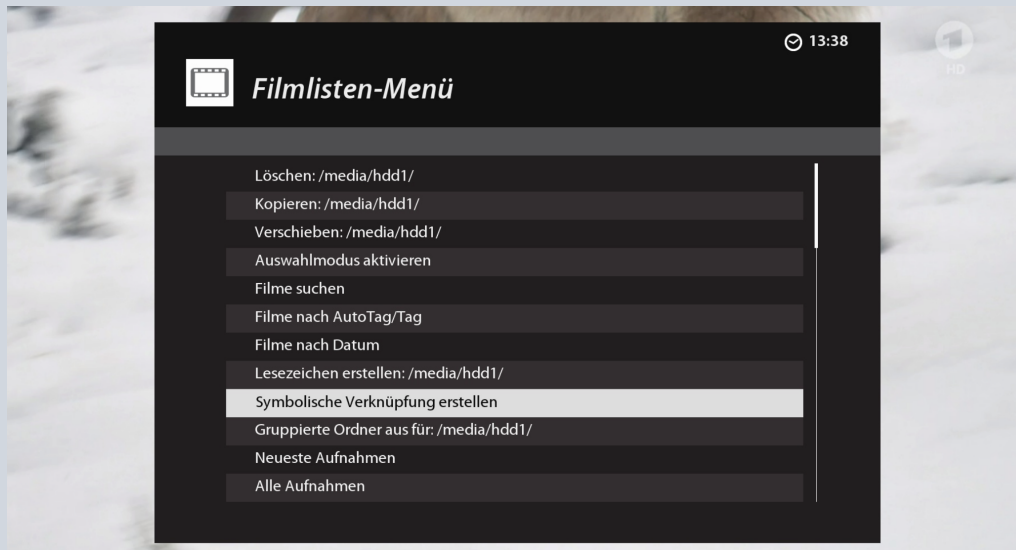 13:38
HD
Filmlisten-Menü
Löschen: /media/hdd1/
Kopieren: /media/hdd1/
Verschieben: /media/hdd1/
Auswahlmodus aktivieren
Filme suchen
Filme nach AutoTag/Tag
Filme nach Datum
Lesezeichen erstellen: /media/hdd1/
Symbolische Verknüpfung erstellen
Gruppierte Ordner aus für: /media/hdd1/
Neueste Aufnahmen
Alle Aufnahmen